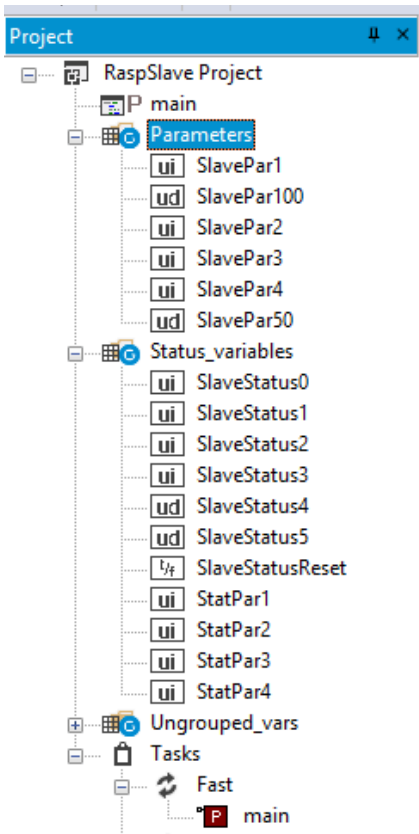 Project
RaspSlave Project
P main
Parameters
ui SlavePar1
ud SlavePar100
ui SlavePar2
ui SlavePar3
ui SlavePar4
ud SlavePar50
Status_variables
ui SlaveStatus0
ui SlaveStatus1
ui SlaveStatus2
ui SlaveStatus3
ud SlaveStatus4
ud SlaveStatus5
t/f SlaveStatusReset
ui StatPar1
ui StatPar2
ui StatPar3
ui StatPar4
G Ungrouped_vars
Tasks
Fast
P main